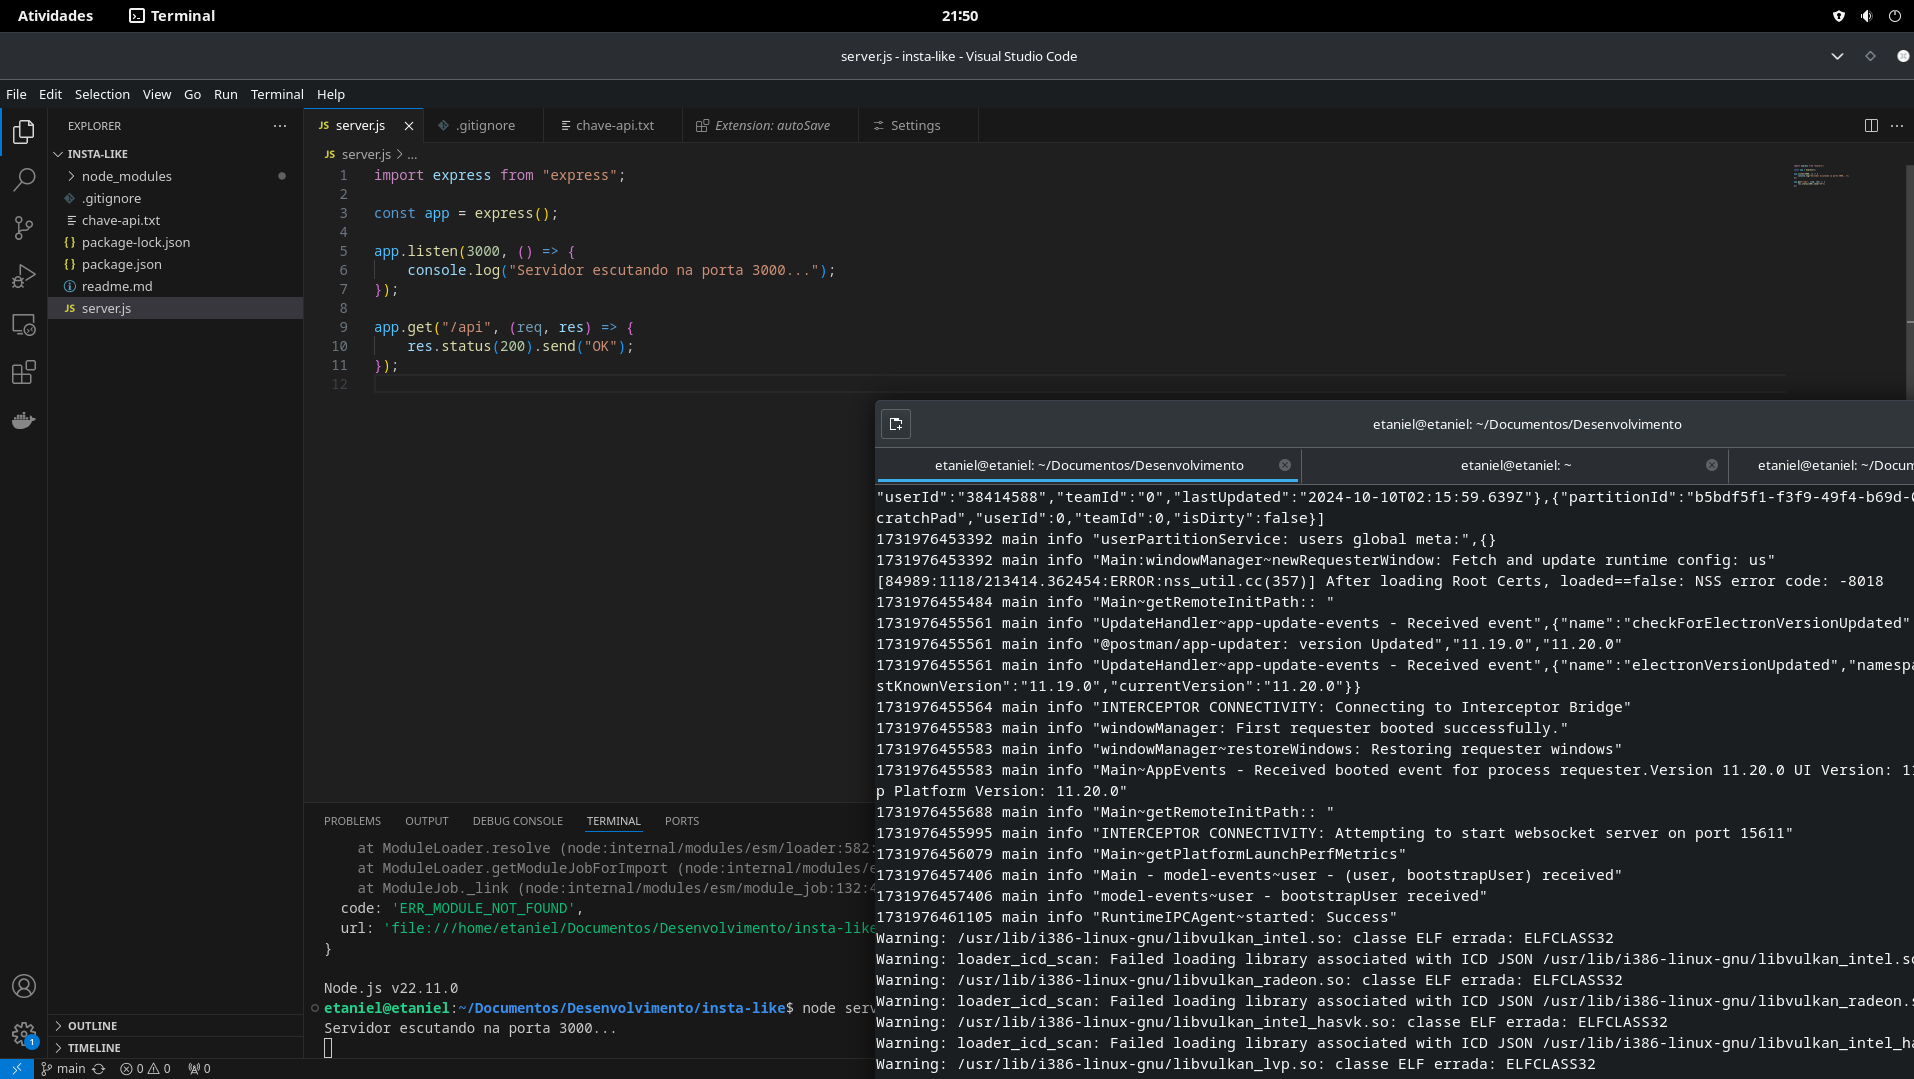 Atividades
Terminal
21:50
server.js - insta-like - Visual Studio Code
File Edit Selection View Go Run Terminal Help
EXPLORER
INSTA-LIKE
node_modules
.gitignore
chave-api.txt
package-lock.json
package.json
readme.md
server.js
OUTLINE
TIMELINE
server.js
.gitignore
chave-api.txt
Extension: autoSave
Settings
server.js > ...
1 import express from "express";
2
3 const app = express();
4
5 app.listen(3000, () => {
6 console.log("Servidor escutando na porta 3000...");
7 });
8
9 app.get("/api", (req, res) => {
10 res.status(200).send("OK");
11 });
12
PROBLEMS OUTPUT DEBUG CONSOLE TERMINAL PORTS
at ModuleLoader.resolve (node:internal/modules/esm/loader:582:
at ModuleLoader.getModuleJobForImport (node:internal/modules/e
at ModuleJob._link (node:internal/modules/esm/module_job:132:4
code: 'ERR_MODULE_NOT_FOUND',
url: 'file:///home/etaniel/Documentos/Desenvolvimento/insta-like
}
Node.js v22.11.0
etaniel@etaniel:~/Documentos/Desenvolvimento/insta-like$ node serv
Servidor escutando na porta 3000...
etaniel@etaniel: ~/Documentos/Desenvolvimento
etaniel@etaniel: ~/Documentos/Desenvolvimento
etaniel@etaniel: ~
etaniel@etaniel: ~/Docum
"userId":"38414588","teamId":"0","lastUpdated":"2024-10-10T02:15:59.639Z"},{"partitionId":"b5bdf5f1-f3f9-49f4-b69d-
cratchPad","userId":0,"teamId":0,"isDirty":false}]
1731976453392 main info "userPartitionService: users global meta:",{}
1731976453392 main info "Main:windowManager~newRequesterWindow: Fetch and update runtime config: us"
[84989:1118/213414.362454:ERROR:nss_util.cc(357)] After loading Root Certs, loaded==false: NSS error code: -8018
1731976455484 main info "Main~getRemoteInitPath:: "
1731976455561 main info "UpdateHandler~app-update-events - Received event",{"name":"checkForElectronVersionUpdated"
1731976455561 main info "@postman/app-updater: version Updated","11.19.0","11.20.0"
1731976455561 main info "UpdateHandler~app-update-events - Received event",{"name":"electronVersionUpdated","namespa
stKnownVersion":"11.19.0","currentVersion":"11.20.0"}}
1731976455564 main info "INTERCEPTOR CONNECTIVITY: Connecting to Interceptor Bridge"
1731976455583 main info "windowManager: First requester booted successfully."
1731976455583 main info "windowManager~restoreWindows: Restoring requester windows"
1731976455583 main info "Main~AppEvents - Received booted event for process requester.Version 11.20.0 UI Version: 11
p Platform Version: 11.20.0"
1731976455688 main info "Main~getRemoteInitPath:: "
1731976455995 main info "INTERCEPTOR CONNECTIVITY: Attempting to start websocket server on port 15611"
1731976456079 main info "Main~getPlatformLaunchPerfMetrics"
1731976457406 main info "Main - model-events~user - (user, bootstrapUser) received"
1731976457406 main info "model-events~user - bootstrapUser received"
1731976461105 main info "RuntimeIPCAgent~started: Success"
Warning: /usr/lib/i386-linux-gnu/libvulkan_intel.so: classe ELF errada: ELFCLASS32
Warning: loader_icd_scan: Failed loading library associated with ICD JSON /usr/lib/i386-linux-gnu/libvulkan_intel.so
Warning: /usr/lib/i386-linux-gnu/libvulkan_radeon.so: classe ELF errada: ELFCLASS32
Warning: loader_icd_scan: Failed loading library associated with ICD JSON /usr/lib/i386-linux-gnu/libvulkan_radeon.s
Warning: /usr/lib/i386-linux-gnu/libvulkan_intel_hasvk.so: classe ELF errada: ELFCLASS32
Warning: loader_icd_scan: Failed loading library associated with ICD JSON /usr/lib/i386-linux-gnu/libvulkan_intel_ha
Warning: /usr/lib/i386-linux-gnu/libvulkan_lvp.so: classe ELF errada: ELFCLASS32
1
main 0 0 0